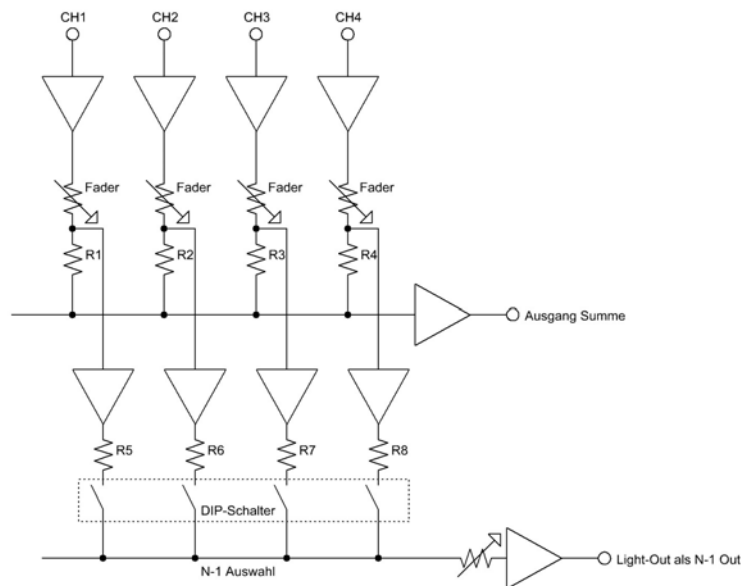 CH1 CH2 CH3 CH4
Fader Fader Fader Fader
R1 R2 R3 R4
Ausgang Summe
R5 R6 R7 R8
DIP-Schalter
N-1 Auswahl
Light-Out als N-1 Out